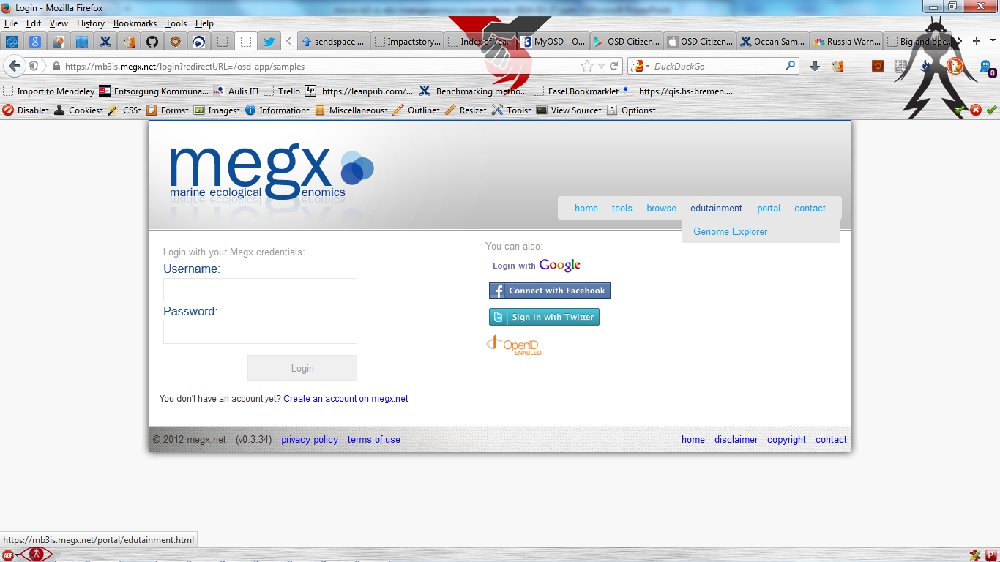 Login - Mozilla Firefox
File Edit View History Bookmarks Tools Help
sendspace ... Impactstory... Index of /ea... MyOSD - O... OSD Citizen... OSD Citizen... Ocean Sam... Russia Warn... Big and ope...
https://mb3is.megx.net/login?redirectURL=/osd-app/samples DuckDuckGo 0
Import to Mendeley Entsorgung Kommuna... Aulis IFI Trello Lp https://leanpub.com/... Benchmarking metho... Easel Bookmarklet https://qis.hs-bremen....
Disable Cookies CSS Forms Images Information Miscellaneous Outline Resize Tools View Source Options
megx
marine ecological genomics
home tools browse edutainment portal contact
Genome Explorer
Login with your Megx credentials:
Username:
Password:
Login
You don't have an account yet? Create an account on megx.net
You can also:
Login with Google
Connect with Facebook
Sign in with Twitter
OpenID
ENABLED
© 2012 megx.net (v0.3.34) privacy policy terms of use home disclaimer copyright contact
https://mb3is.megx.net/portal/edutainment.html
ABP